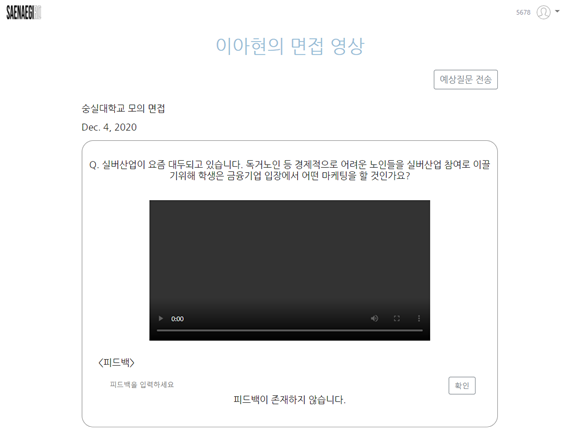 SAENAEGI
5678
이아현의 면접 영상
예상질문 전송
숭실대학교 모의 면접
Dec. 4, 2020
Q. 실버산업이 요즘 대두되고 있습니다. 독거노인 등 경제적으로 어려운 노인들을 실버산업 참여로 이끌
기위해 학생은 금융기업 입장에서 어떤 마케팅을 할 것인가요?
0:00
<피드백>
피드백을 입력하세요
확인
피드백이 존재하지 않습니다.